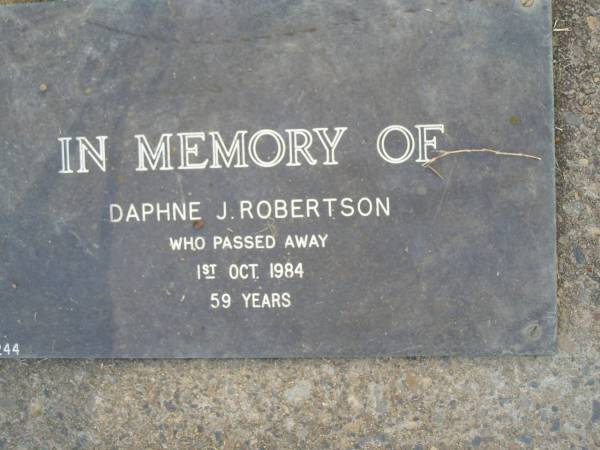 IN MEMORY OF
DAPHNE J. ROBERTSON
WHO PASSED AWAY
1ST OCT. 1984
59 YEARS
244